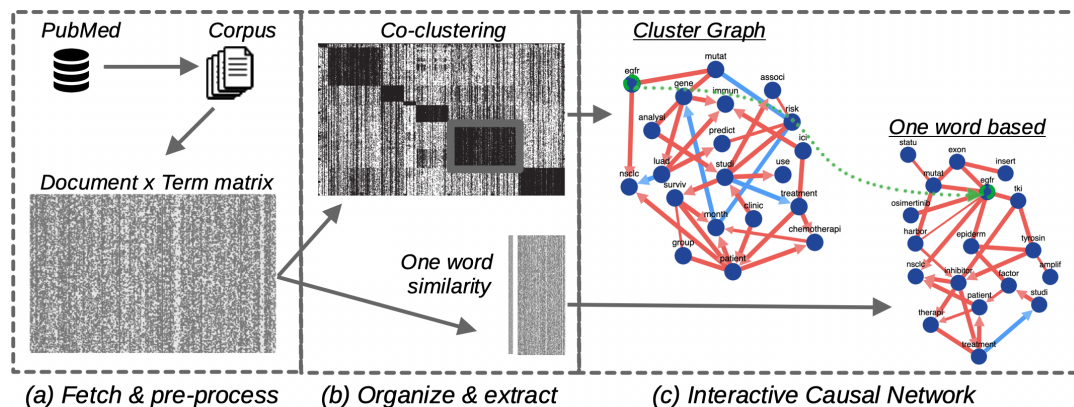 PubMed
Corpus
Document x Term matrix
(a) Fetch & pre-process
Co-clustering
One word
similarity
(b) Organize & extract
Cluster Graph
mutat
egfr
associ
gene
immun
risk
analysi
predict
ici
studi
use
luad
nsclc
surviv
treatment
clinic
month
chemotherapi
group
patient
One word based
statu
exon
insert
mutat
egfr
tki
osimertinib
harbor
epiderm
tyrosin
nsclc
inhibitor
factor
amplif
patient
studi
therapi
treatment
(c) Interactive Causal Network